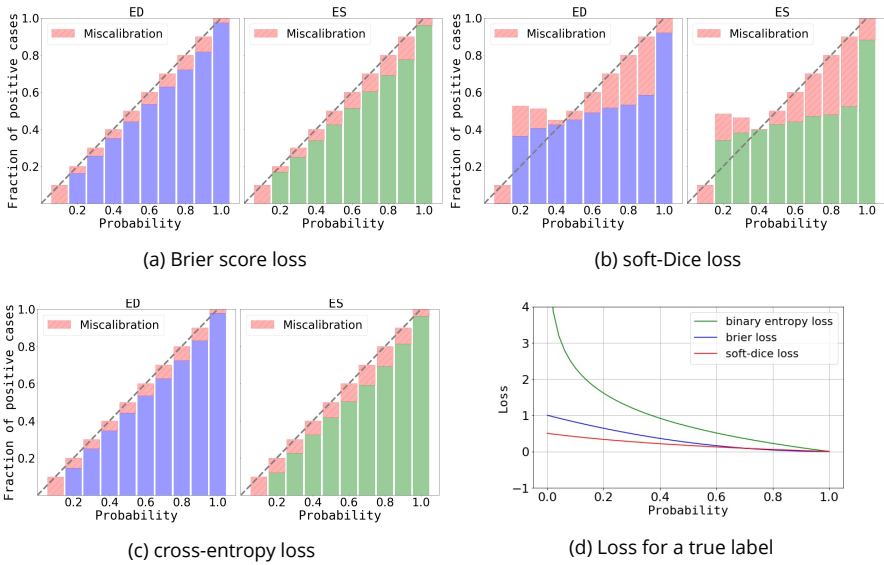 ED
ES
Miscalibration
Miscalibration
Fraction of positive cases
1.0
0.8
0.6
0.4
0.2
0.2 0.4 0.6 0.8 1.0
0.2 0.4 0.6 0.8 1.0
Probability
Probability
(a) Brier score loss
ED
ES
Miscalibration
Miscalibration
Fraction of positive cases
1.0
0.8
0.6
0.4
0.2
0.2 0.4 0.6 0.8 1.0
0.2 0.4 0.6 0.8 1.0
Probability
Probability
(b) soft-Dice loss
ED
ES
Miscalibration
Miscalibration
Fraction of positive cases
1.0
0.8
0.6
0.4
0.2
0.2 0.4 0.6 0.8 1.0
0.2 0.4 0.6 0.8 1.0
Probability
Probability
(c) cross-entropy loss
binary entropy loss
brier loss
soft-dice loss
Loss
4
3
2
1
0
−1
0.0 0.2 0.4 0.6 0.8 1.0
Probability
(d) Loss for a true label